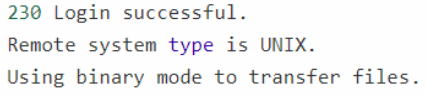 230 Login successful.
Remote system type is UNIX.
Using binary mode to transfer files.